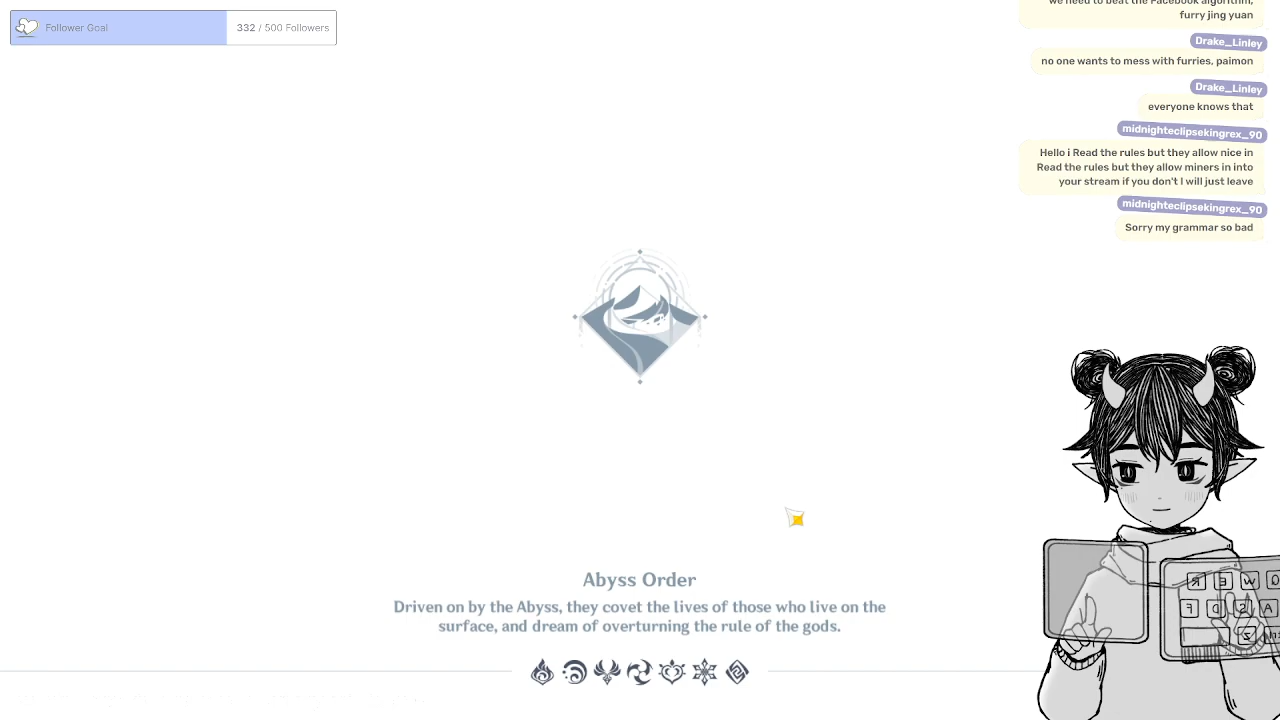 Follower Goal
332 / 500 Followers
we need to beat the Facebook algorithm,
furry jing yuan
Drake_Linley
no one wants to mess with furries, paimon
Drake_Linley
everyone knows that
midnighteclipsekingrex_90
Hello i Read the rules but they allow nice in
Read the rules but they allow miners in into
your stream if you don't I will just leave
midnighteclipsekingrex_90
Sorry my grammar so bad
Abyss Order
Driven on by the Abyss, they covet the lives of those who live on the
surface, and dream of overturning the rule of the gods.
Q W E R
A S D F
Z